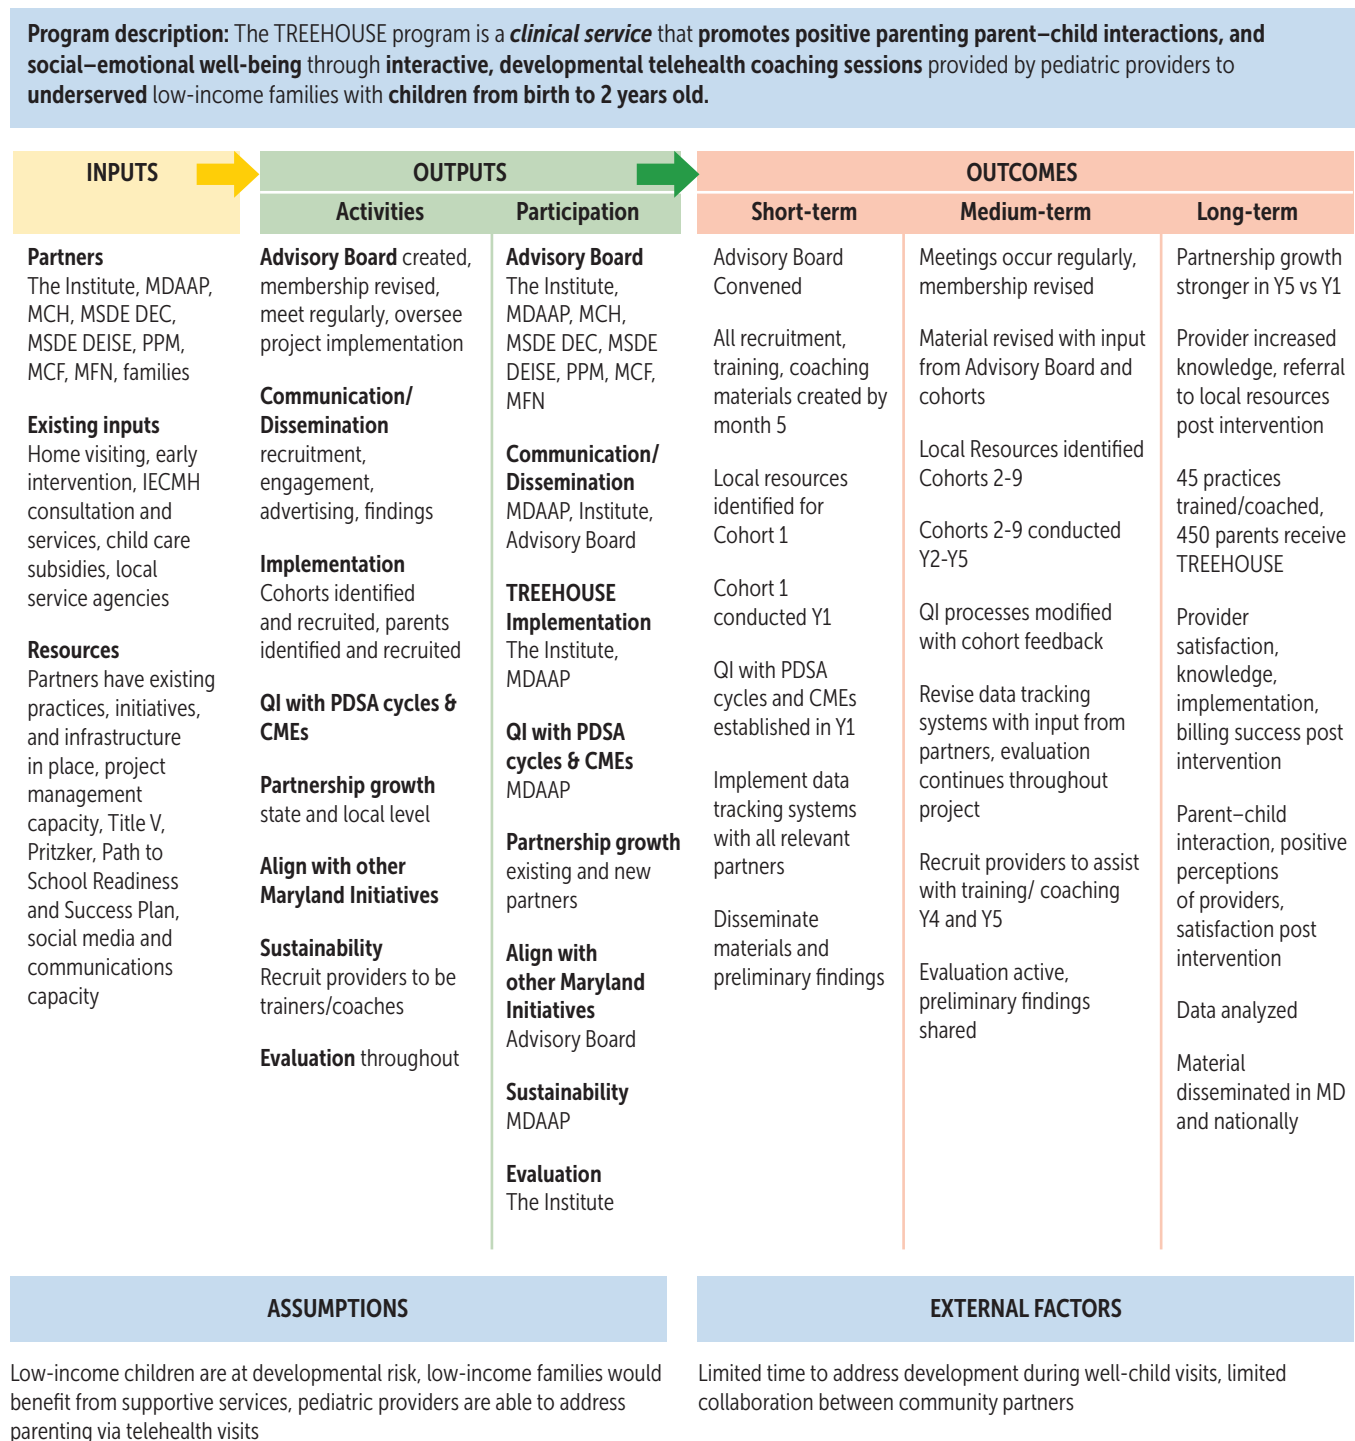 Program description: The TREEHOUSE program is a clinical service that promotes positive parenting parent–child interactions, and
social–emotional well-being through interactive, developmental telehealth coaching sessions provided by pediatric providers to
underserved low-income families with children from birth to 2 years old.
INPUTS
OUTPUTS
OUTCOMES
Activities
Participation
Short-term
Medium-term
Long-term
Partners
The Institute, MDAAP,
MCH, MSDE DEC,
MSDE DEISE, PPM,
MCF, MFN, families
Existing inputs
Home visiting, early
intervention, IECMH
consultation and
services, child care
subsidies, local
service agencies
Resources
Partners have existing
practices, initiatives,
and infrastructure
in place, project
management
capacity, Title V,
Pritzker, Path to
School Readiness
and Success Plan,
social media and
communications
capacity
Advisory Board created,
membership revised,
meet regularly, oversee
project implementation
Communication/
Dissemination
recruitment,
engagement,
advertising, findings
Implementation
Cohorts identified
and recruited, parents
identified and recruited
QI with PDSA cycles &
CMEs
Partnership growth
state and local level
Align with other
Maryland Initiatives
Sustainability
Recruit providers to be
trainers/coaches
Evaluation throughout
Advisory Board
The Institute,
MDAAP, MCH,
MSDE DEC, MSDE
DEISE, PPM, MCF,
MFN
Communication/
Dissemination
MDAAP, Institute,
Advisory Board
TREEHOUSE
Implementation
The Institute,
MDAAP
QI with PDSA
cycles & CMEs
MDAAP
Partnership growth
existing and new
partners
Align with
other Maryland
Initiatives
Advisory Board
Sustainability
MDAAP
Evaluation
The Institute
Advisory Board
Convened
All recruitment,
training, coaching
materials created by
month 5
Local resources
identified for
Cohort 1
Cohort 1
conducted Y1
QI with PDSA
cycles and CMEs
established in Y1
Implement data
tracking systems
with all relevant
partners
Disseminate
materials and
preliminary findings
Meetings occur regularly,
membership revised
Material revised with input
from Advisory Board and
cohorts
Local Resources identified
Cohorts 2-9
Cohorts 2-9 conducted
Y2-Y5
QI processes modified
with cohort feedback
Revise data tracking
systems with input from
partners, evaluation
continues throughout
project
Recruit providers to assist
with training/ coaching
Y4 and Y5
Evaluation active,
preliminary findings
shared
Partnership growth
stronger in Y5 vs Y1
Provider increased
knowledge, referral
to local resources
post intervention
45 practices
trained/coached,
450 parents receive
TREEHOUSE
Provider
satisfaction,
knowledge,
implementation,
billing success post
intervention
Parent–child
interaction, positive
perceptions
of providers,
satisfaction post
intervention
Data analyzed
Material
disseminated in MD
and nationally
ASSUMPTIONS
Low-income children are at developmental risk, low-income families would
benefit from supportive services, pediatric providers are able to address
parenting via telehealth visits
EXTERNAL FACTORS
Limited time to address development during well-child visits, limited
collaboration between community partners